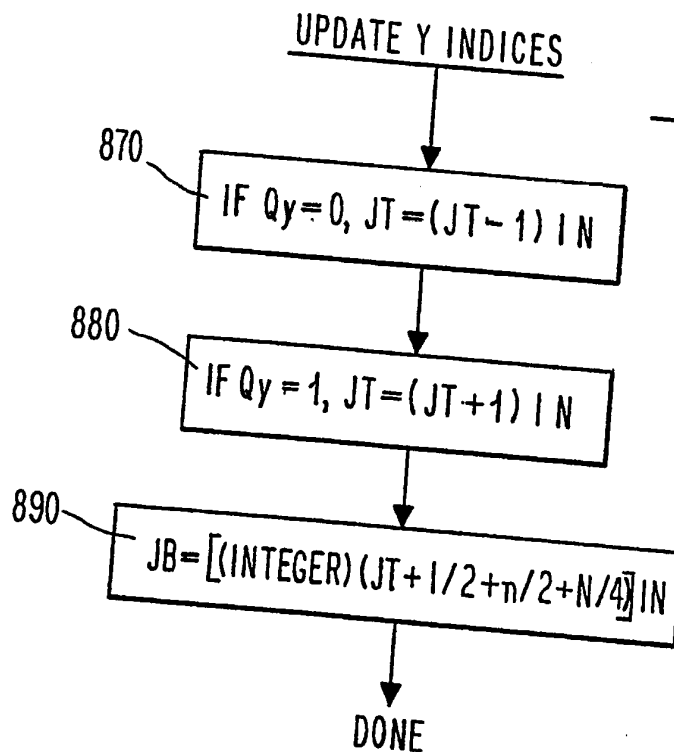 UPDATE Y INDICES
870
IF Qy=0, JT=(JT-1) | N
880
IF Qy=1, JT=(JT+1) | N
890
JB=[(INTEGER)(JT+1/2+n/2+N/4)]|N
DONE